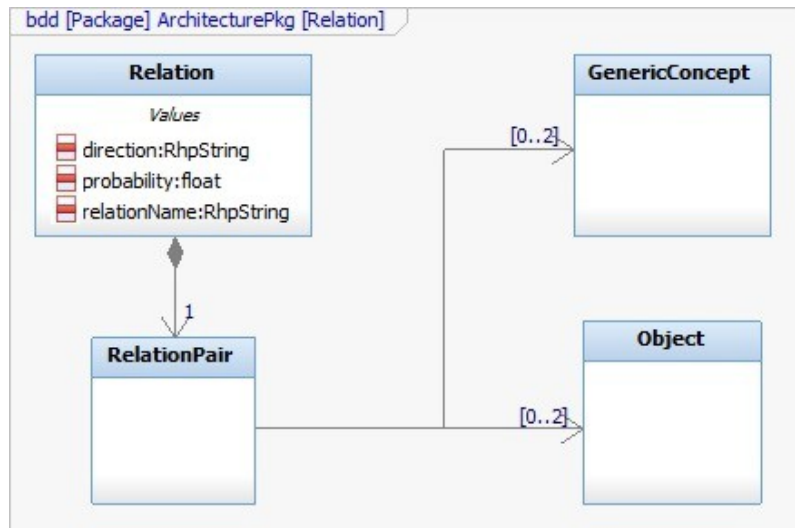 bdd [Package] ArchitecturePkg [Relation]
Relation
Values
direction:RhpString
probability:float
relationName:RhpString
1
RelationPair
GenericConcept
[0..2]
Object
[0..2]